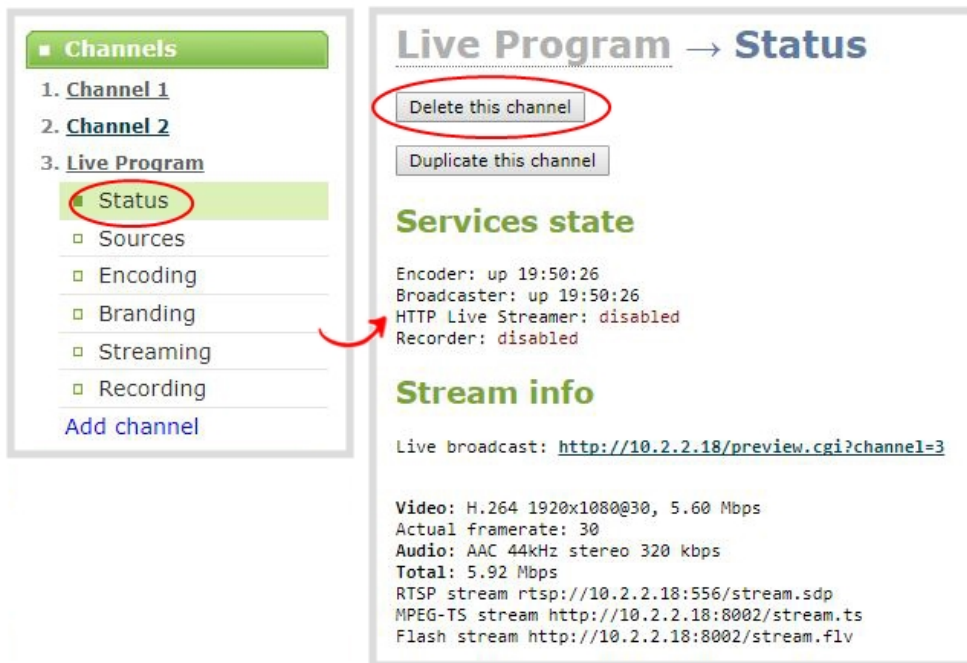 Channels
1. Channel 1
2. Channel 2
3. Live Program
Status
Sources
Encoding
Branding
Streaming
Recording
Add channel
Live Program → Status
Delete this channel
Duplicate this channel
Services state
Encoder: up 19:50:26
Broadcaster: up 19:50:26
HTTP Live Streamer: disabled
Recorder: disabled
Stream info
Live broadcast: http://10.2.2.18/preview.cgi?channel=3
Video: H.264 1920x1080@30, 5.60 Mbps
Actual framerate: 30
Audio: AAC 44kHz stereo 320 kbps
Total: 5.92 Mbps
RTSP stream rtsp://10.2.2.18:556/stream.sdp
MPEG-TS stream http://10.2.2.18:8002/stream.ts
Flash stream http://10.2.2.18:8002/stream.flv